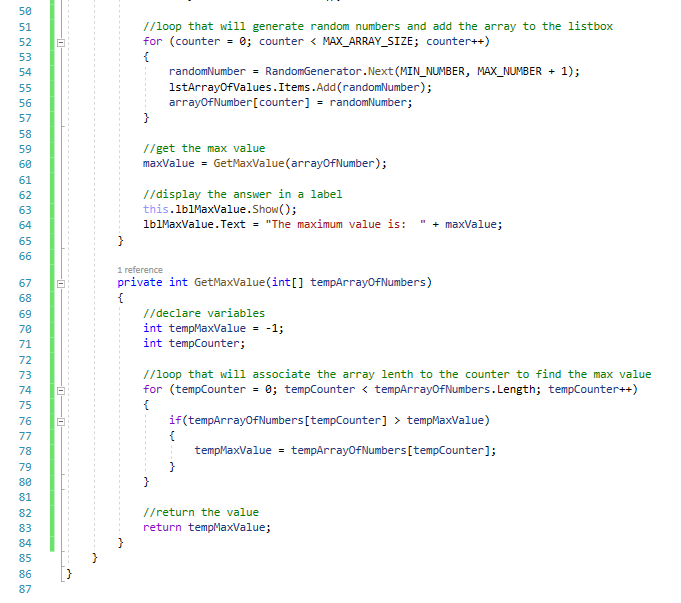 50
51 //loop that will generate random numbers and add the array to the listbox
52 for (counter = 0; counter < MAX_ARRAY_SIZE; counter++)
53 {
54 randomNumber = RandomGenerator.Next(MIN_NUMBER, MAX_NUMBER + 1);
55 lstArrayOfValues.Items.Add(randomNumber);
56 arrayOfNumber[counter] = randomNumber;
57 }
58
59 //get the max value
60 maxValue = GetMaxValue(arrayOfNumber);
61
62 //display the answer in a label
63 this.lblMaxValue.Show();
64 lblMaxValue.Text = "The maximum value is:  " + maxValue;
65 }
66
1 reference
67 private int GetMaxValue(int[] tempArrayOfNumbers)
68 {
69 //declare variables
70 int tempMaxValue = -1;
71 int tempCounter;
72
73 //loop that will associate the array lenth to the counter to find the max value
74 for (tempCounter = 0; tempCounter < tempArrayOfNumbers.Length; tempCounter++)
75 {
76 if(tempArrayOfNumbers[tempCounter] > tempMaxValue)
77 {
78 tempMaxValue = tempArrayOfNumbers[tempCounter];
79 }
80 }
81
82 //return the value
83 return tempMaxValue;
84 }
85 }
86 }
87